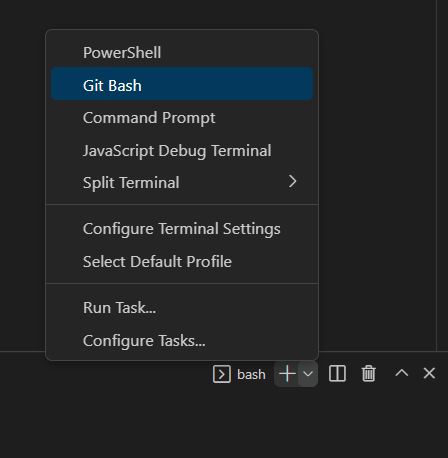 PowerShell
Git Bash
Command Prompt
JavaScript Debug Terminal
Split Terminal
Configure Terminal Settings
Select Default Profile
Run Task...
Configure Tasks...
bash